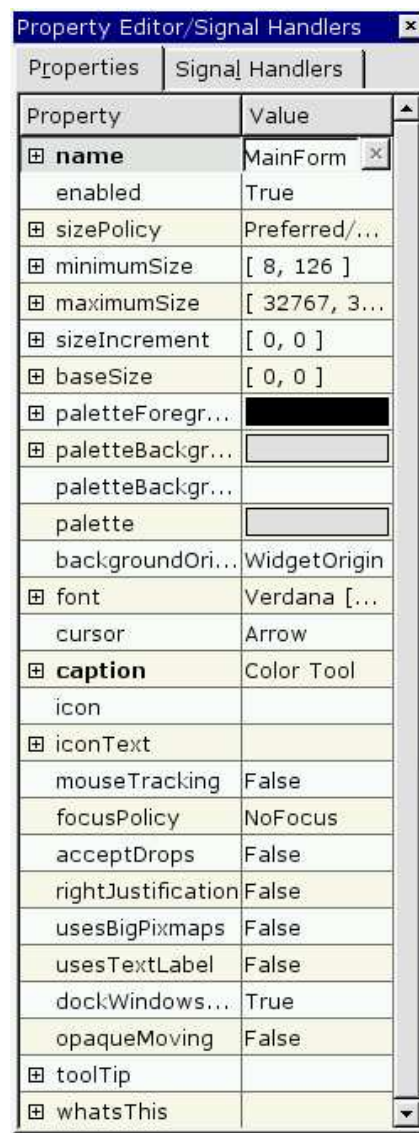 Property Editor/Signal Handlers
Properties Signal Handlers
Property Value
name MainForm
enabled True
sizePolicy Preferred/...
minimumSize [ 8, 126 ]
maximumSize [ 32767, 3...
sizeIncrement [ 0, 0 ]
baseSize [ 0, 0 ]
paletteForegr...
paletteBackgr...
paletteBackgr...
palette
backgroundOri... WidgetOrigin
font Verdana [...
cursor Arrow
caption Color Tool
icon
iconText
mouseTracking False
focusPolicy NoFocus
acceptDrops False
rightJustification False
usesBigPixmaps False
usesTextLabel False
dockWindows... True
opaqueMoving False
toolTip
whatsThis